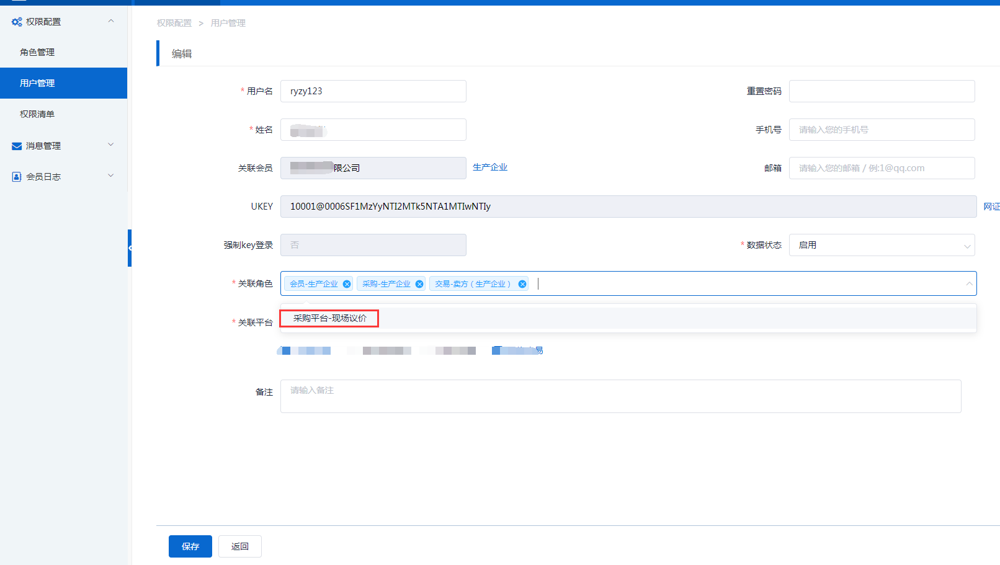 权限配置
角色管理
用户管理
权限清单
消息管理
会员日志
权限配置 > 用户管理
编辑
* 用户名 ryzy123 重置密码
* 姓名 手机号 请输入您的手机号
关联会员 限公司 生产企业 邮箱 请输入您的邮箱 / 例:1@qq.com
UKEY 10001@0006SF1MzYyNTI2MTk5NTA1MTIwNTIy 网证
强制key登录 否 * 数据状态 启用
* 关联角色 会员-生产企业 采购-生产企业 交易-卖方（生产企业）
* 关联平台 采购平台-现场议价
易
备注 请输入备注
保存 返回